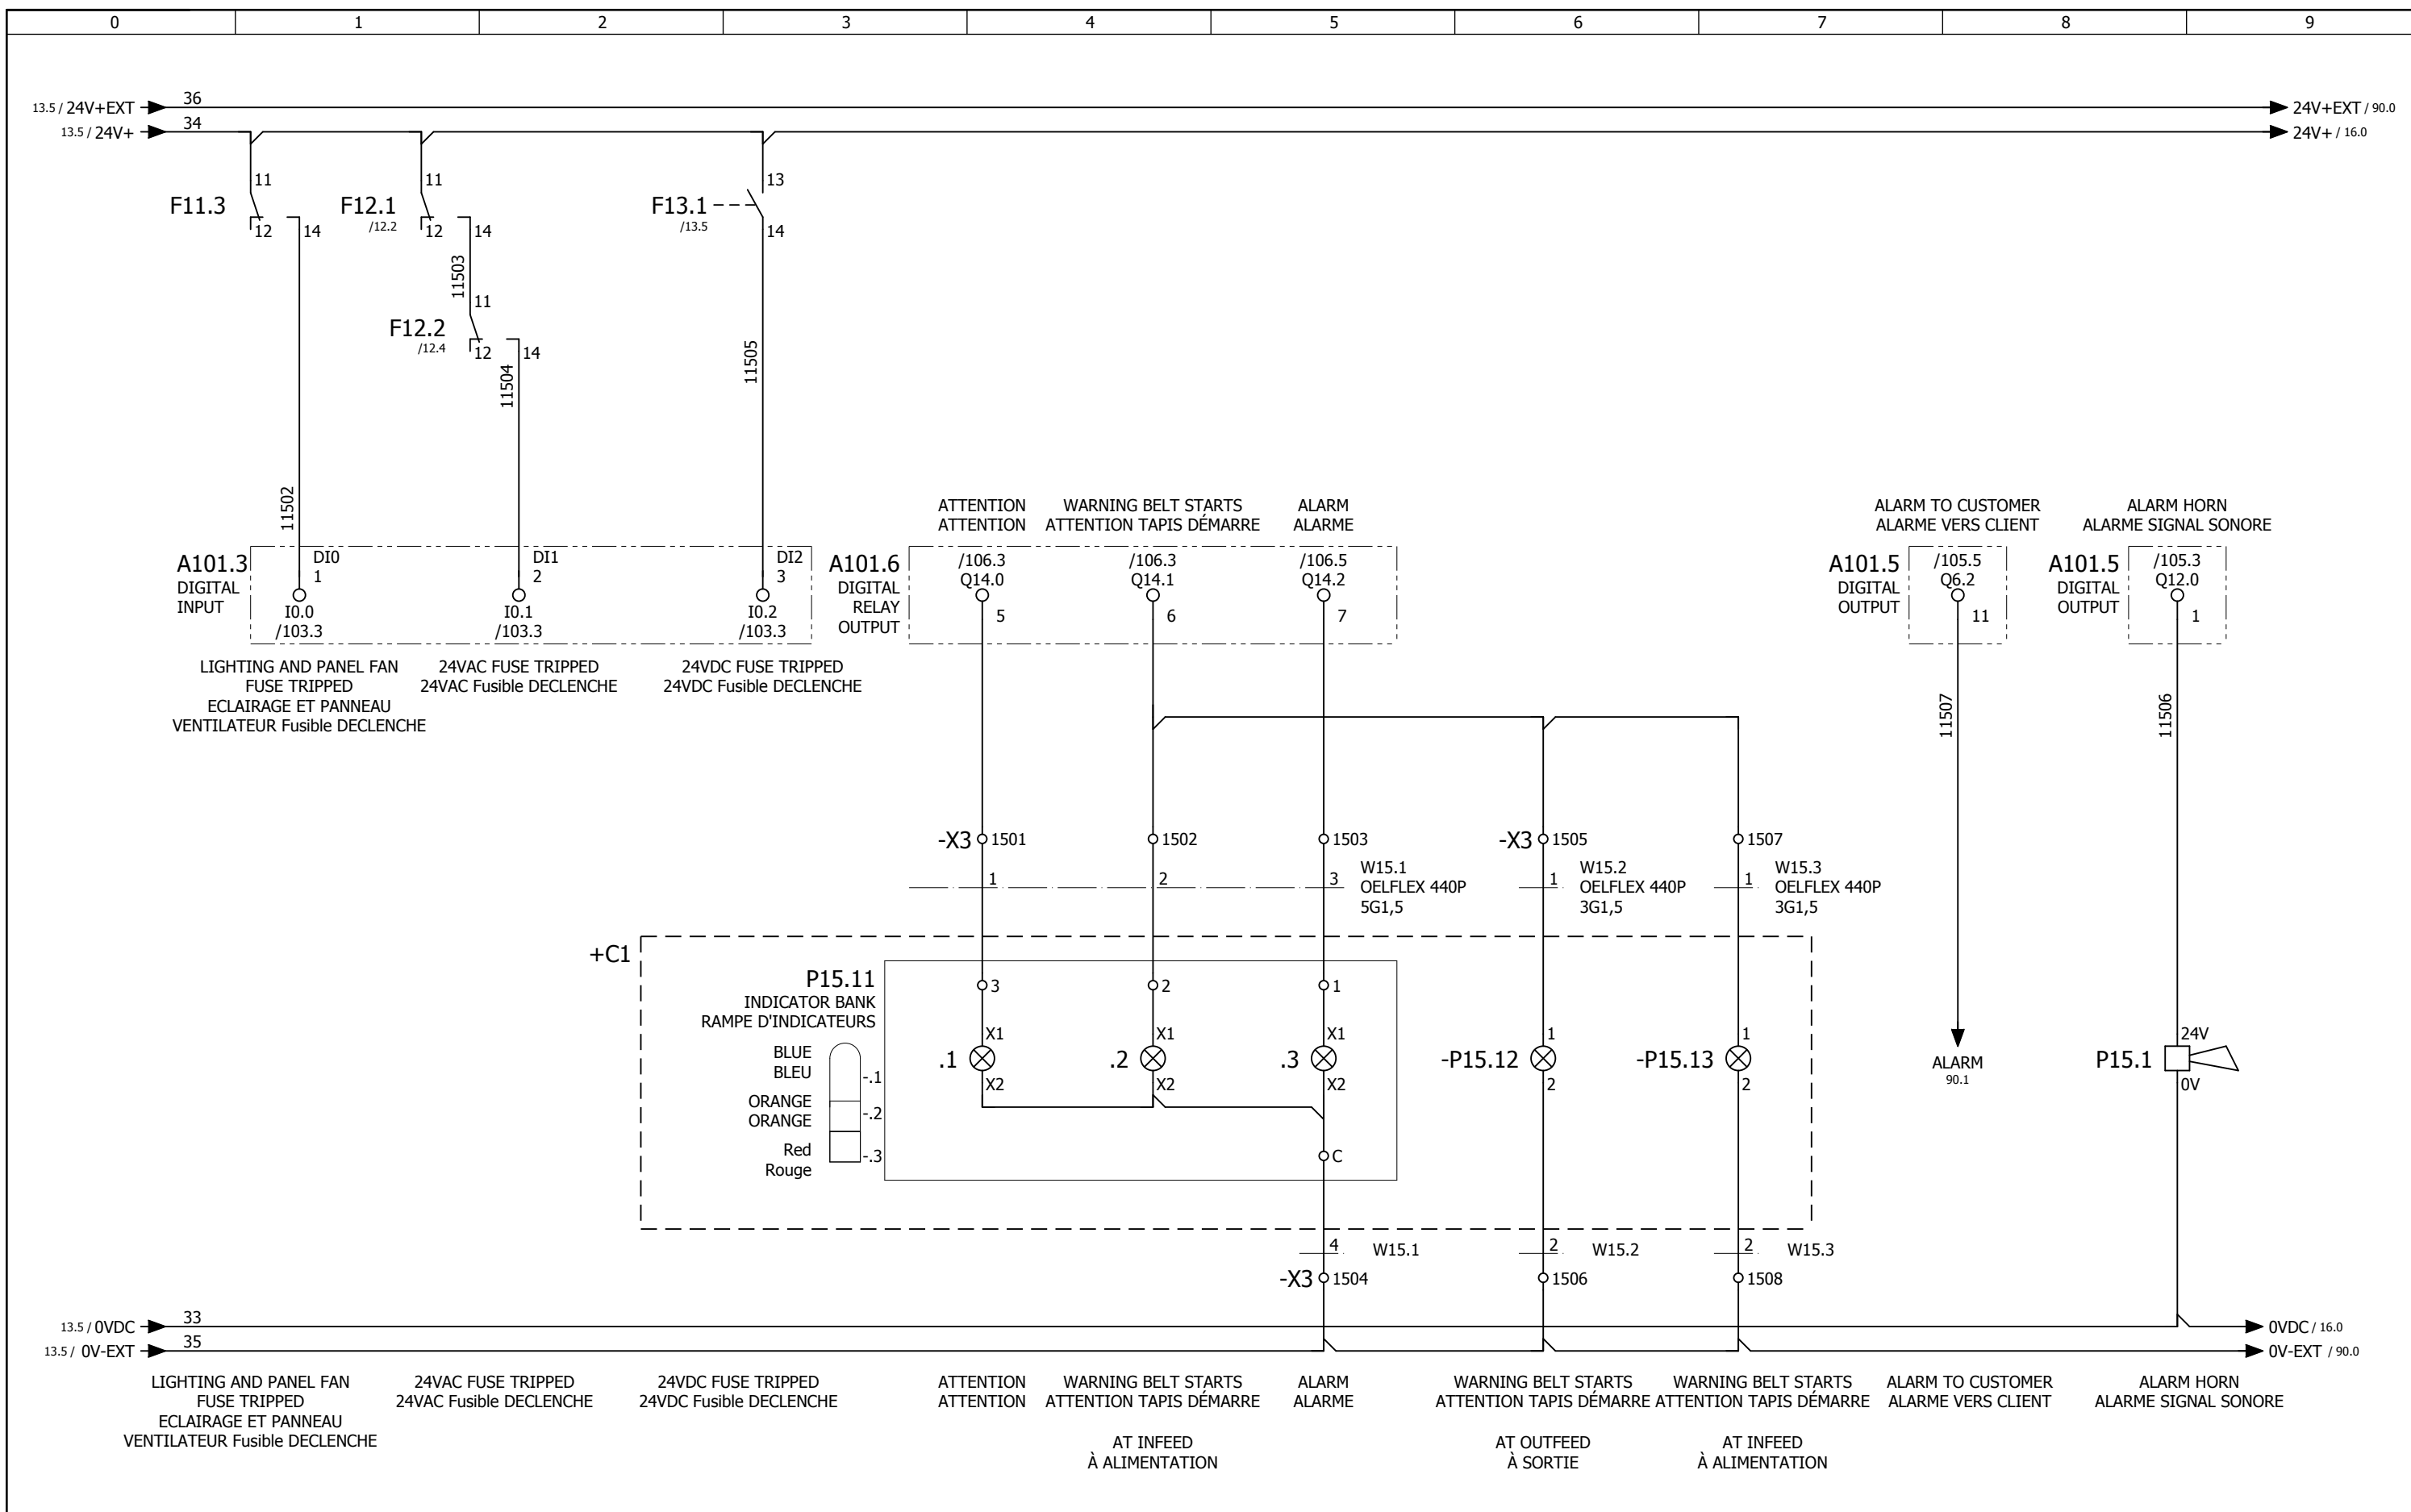 0 1 2 3 4 5 6 7 8 9
13.5 / 24V+EXT 36 24V+EXT / 90.0
13.5 / 24V+ 34 24V+ / 16.0
11 11 13
F11.3 F12.1 F13.1
/12.2 /13.5
12 14 12 14 14
11503
11
F12.2
/12.4
12 14
11504
11505
11502
ATTENTION
ATTENTION
WARNING BELT STARTS
ATTENTION TAPIS DÉMARRE
ALARM
ALARME
ALARM TO CUSTOMER
ALARME VERS CLIENT
ALARM HORN
ALARME SIGNAL SONORE
A101.3
DIGITAL
INPUT
DI0
1
I0.0
/103.3
DI1
2
I0.1
/103.3
DI2
3
I0.2
/103.3
A101.6
DIGITAL
RELAY
OUTPUT
/106.3
Q14.0
5
/106.3
Q14.1
6
/106.5
Q14.2
7
A101.5
DIGITAL
OUTPUT
/105.5
Q6.2
11
A101.5
DIGITAL
OUTPUT
/105.3
Q12.0
1
LIGHTING AND PANEL FAN
FUSE TRIPPED
ECLAIRAGE ET PANNEAU
VENTILATEUR Fusible DECLENCHE
24VAC FUSE TRIPPED
24VAC Fusible DECLENCHE
24VDC FUSE TRIPPED
24VDC Fusible DECLENCHE
11507
11506
-X3 1501 1502 1503 -X3 1505 1507
1 2 3
W15.1
OELFLEX 440P
5G1,5
1
W15.2
OELFLEX 440P
3G1,5
1
W15.3
OELFLEX 440P
3G1,5
+C1
P15.11
INDICATOR BANK
RAMPE D'INDICATEURS
3 2 1
BLUE
BLEU
-.1
ORANGE
ORANGE
-.2
Red
Rouge
-.3
X1 X1 X1 1 1 24V
.1 .2 .3 -P15.12 -P15.13 P15.1
X2 X2 X2 2 2 0V
ALARM
90.1
C
4 W15.1 2 W15.2 2 W15.3
-X3 1504 1506 1508
13.5 / 0VDC 33 0VDC / 16.0
13.5 / 0V-EXT 35 0V-EXT / 90.0
LIGHTING AND PANEL FAN
FUSE TRIPPED
ECLAIRAGE ET PANNEAU
VENTILATEUR Fusible DECLENCHE
24VAC FUSE TRIPPED
24VAC Fusible DECLENCHE
24VDC FUSE TRIPPED
24VDC Fusible DECLENCHE
ATTENTION
ATTENTION
WARNING BELT STARTS
ATTENTION TAPIS DÉMARRE
AT INFEED
À ALIMENTATION
ALARM
ALARME
WARNING BELT STARTS
ATTENTION TAPIS DÉMARRE
AT OUTFEED
À SORTIE
WARNING BELT STARTS
ATTENTION TAPIS DÉMARRE
AT INFEED
À ALIMENTATION
ALARM TO CUSTOMER
ALARME VERS CLIENT
ALARM HORN
ALARME SIGNAL SONORE